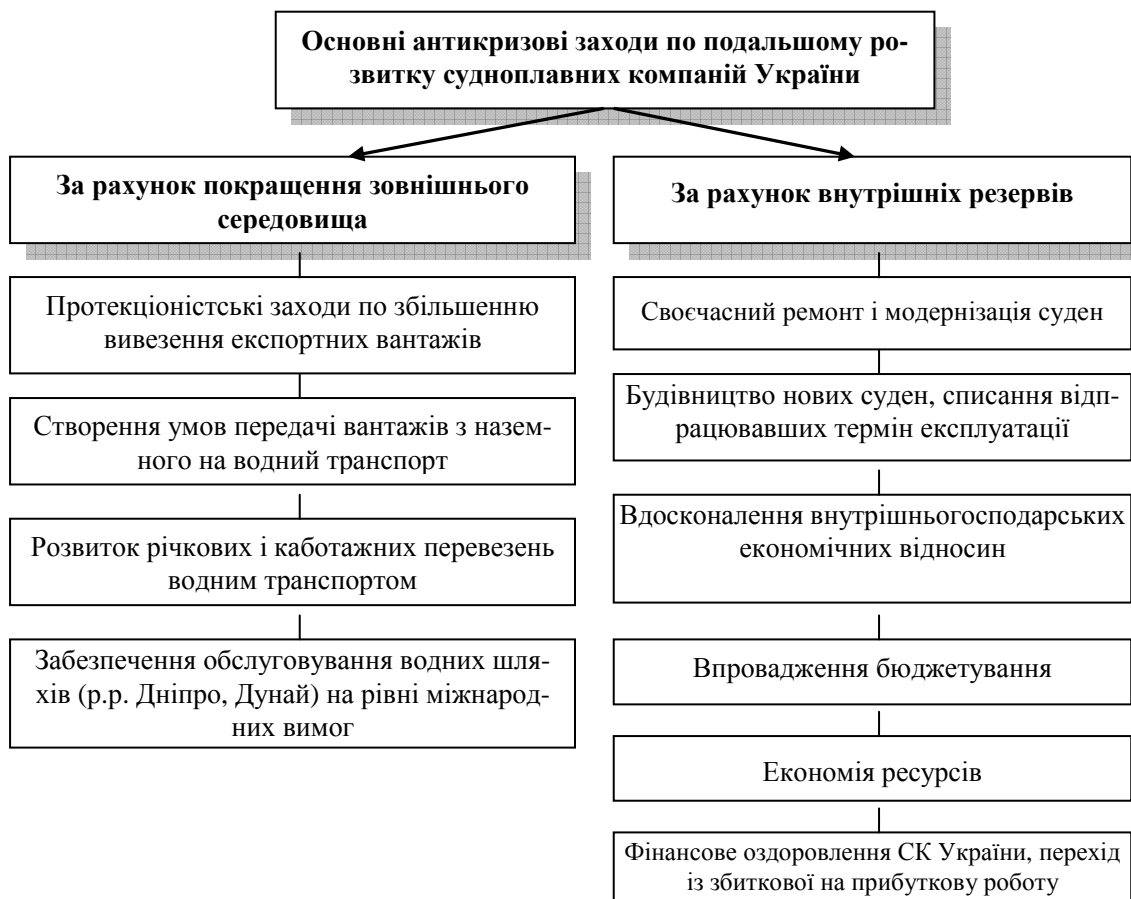 Основні антикризові заходи по подальшому ро-
звитку судноплавних компаній України
За рахунок покращення зовнішнього
середовища
Протекціоністські заходи по збільшенню
вивезення експортних вантажів
Створення умов передачі вантажів з назем-
ного на водний транспорт
Розвиток річкових і каботажних перевезень
водним транспортом
Забезпечення обслуговування водних шля-
хів (р.р. Дніпро, Дунай) на рівні міжнарод-
них вимог
За рахунок внутрішніх резервів
Своєчасний ремонт і модернізація суден
Будівництво нових суден, списання відп-
рацювавших термін експлуатації
Вдосконалення внутрішньогосподарських
економічних відносин
Впровадження бюджетування
Економія ресурсів
Фінансове оздоровлення СК України, перехід
із збиткової на прибуткову роботу